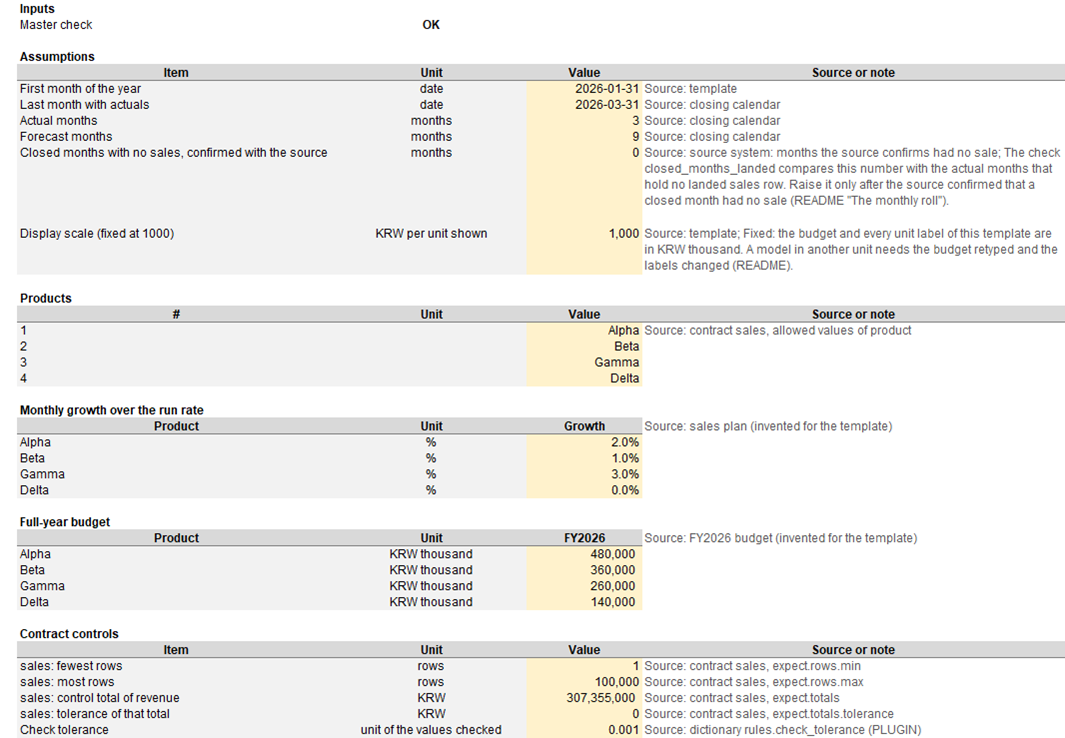 Inputs
Master check OK
Assumptions
Item Unit Value Source or note
First month of the year date 2026-01-31 Source: template
Last month with actuals date 2026-03-31 Source: closing calendar
Actual months months 3 Source: closing calendar
Forecast months months 9 Source: closing calendar
Closed months with no sales, confirmed with the source months 0 Source: source system: months the source confirms had no sale; The check
closed_months_landed compares this number with the actual months that
hold no landed sales row. Raise it only after the source confirmed that a
closed month had no sale (README "The monthly roll").
Display scale (fixed at 1000) KRW per unit shown 1,000 Source: template; Fixed: the budget and every unit label of this template are
in KRW thousand. A model in another unit needs the budget retyped and the
labels changed (README).
Products
# Unit Value Source or note
1 Alpha Source: contract sales, allowed values of product
2 Beta
3 Gamma
4 Delta
Monthly growth over the run rate
Product Unit Growth Source: sales plan (invented for the template)
Alpha % 2.0%
Beta % 1.0%
Gamma % 3.0%
Delta % 0.0%
Full-year budget
Product Unit FY2026 Source: FY2026 budget (invented for the template)
Alpha KRW thousand 480,000
Beta KRW thousand 360,000
Gamma KRW thousand 260,000
Delta KRW thousand 140,000
Contract controls
Item Unit Value Source or note
sales: fewest rows rows 1 Source: contract sales, expect.rows.min
sales: most rows rows 100,000 Source: contract sales, expect.rows.max
sales: control total of revenue KRW 307,355,000 Source: contract sales, expect.totals
sales: tolerance of that total KRW 0 Source: contract sales, expect.totals.tolerance
Check tolerance unit of the values checked 0.001 Source: dictionary rules.check_tolerance (PLUGIN)